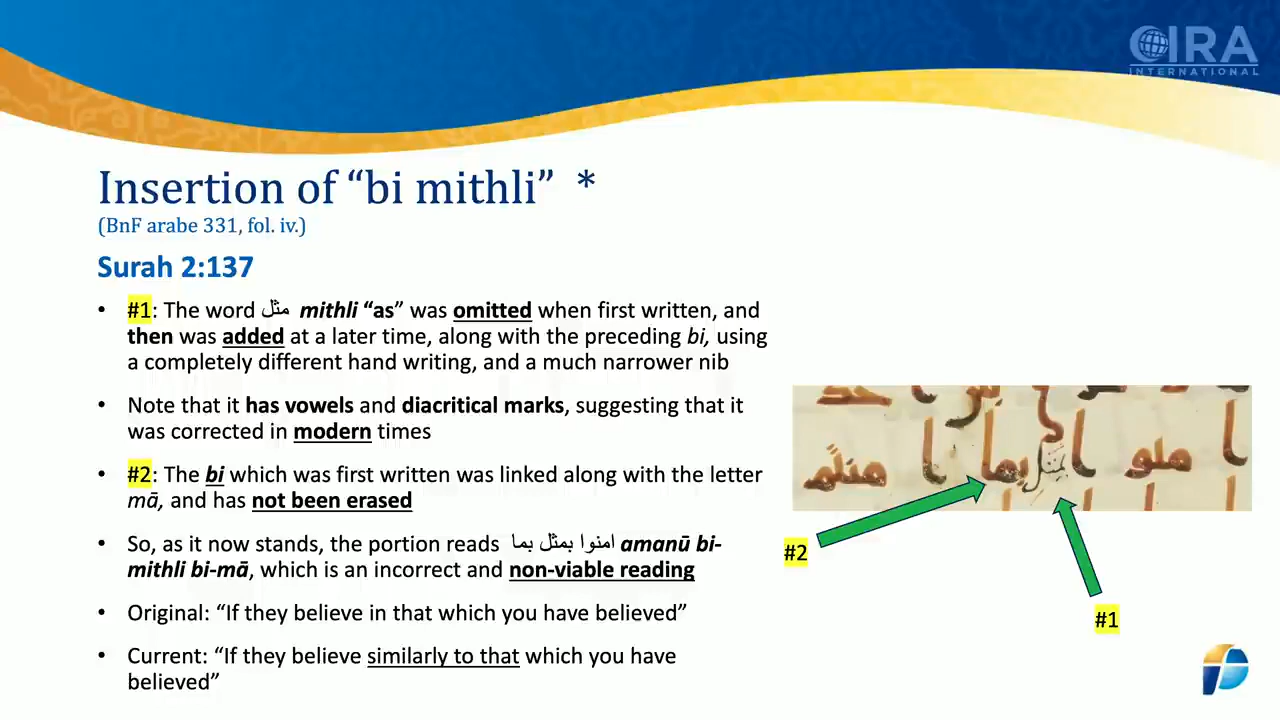 CIRA
INTERNATIONAL
Insertion of “bi mithli” *
(BnF arabe 331, fol. iv.)
Surah 2:137
• #1: The word مثل mithli “as” was omitted when first written, and
then was added at a later time, along with the preceding bi, using
a completely different hand writing, and a much narrower nib
• Note that it has vowels and diacritical marks, suggesting that it
was corrected in modern times
• #2: The bi which was first written was linked along with the letter
mā, and has not been erased
• So, as it now stands, the portion reads امنوا بمثل بما amanū bi-
mithli bi-mā, which is an incorrect and non-viable reading
• Original: “If they believe in that which you have believed”
• Current: “If they believe similarly to that which you have
believed”
#2
#1